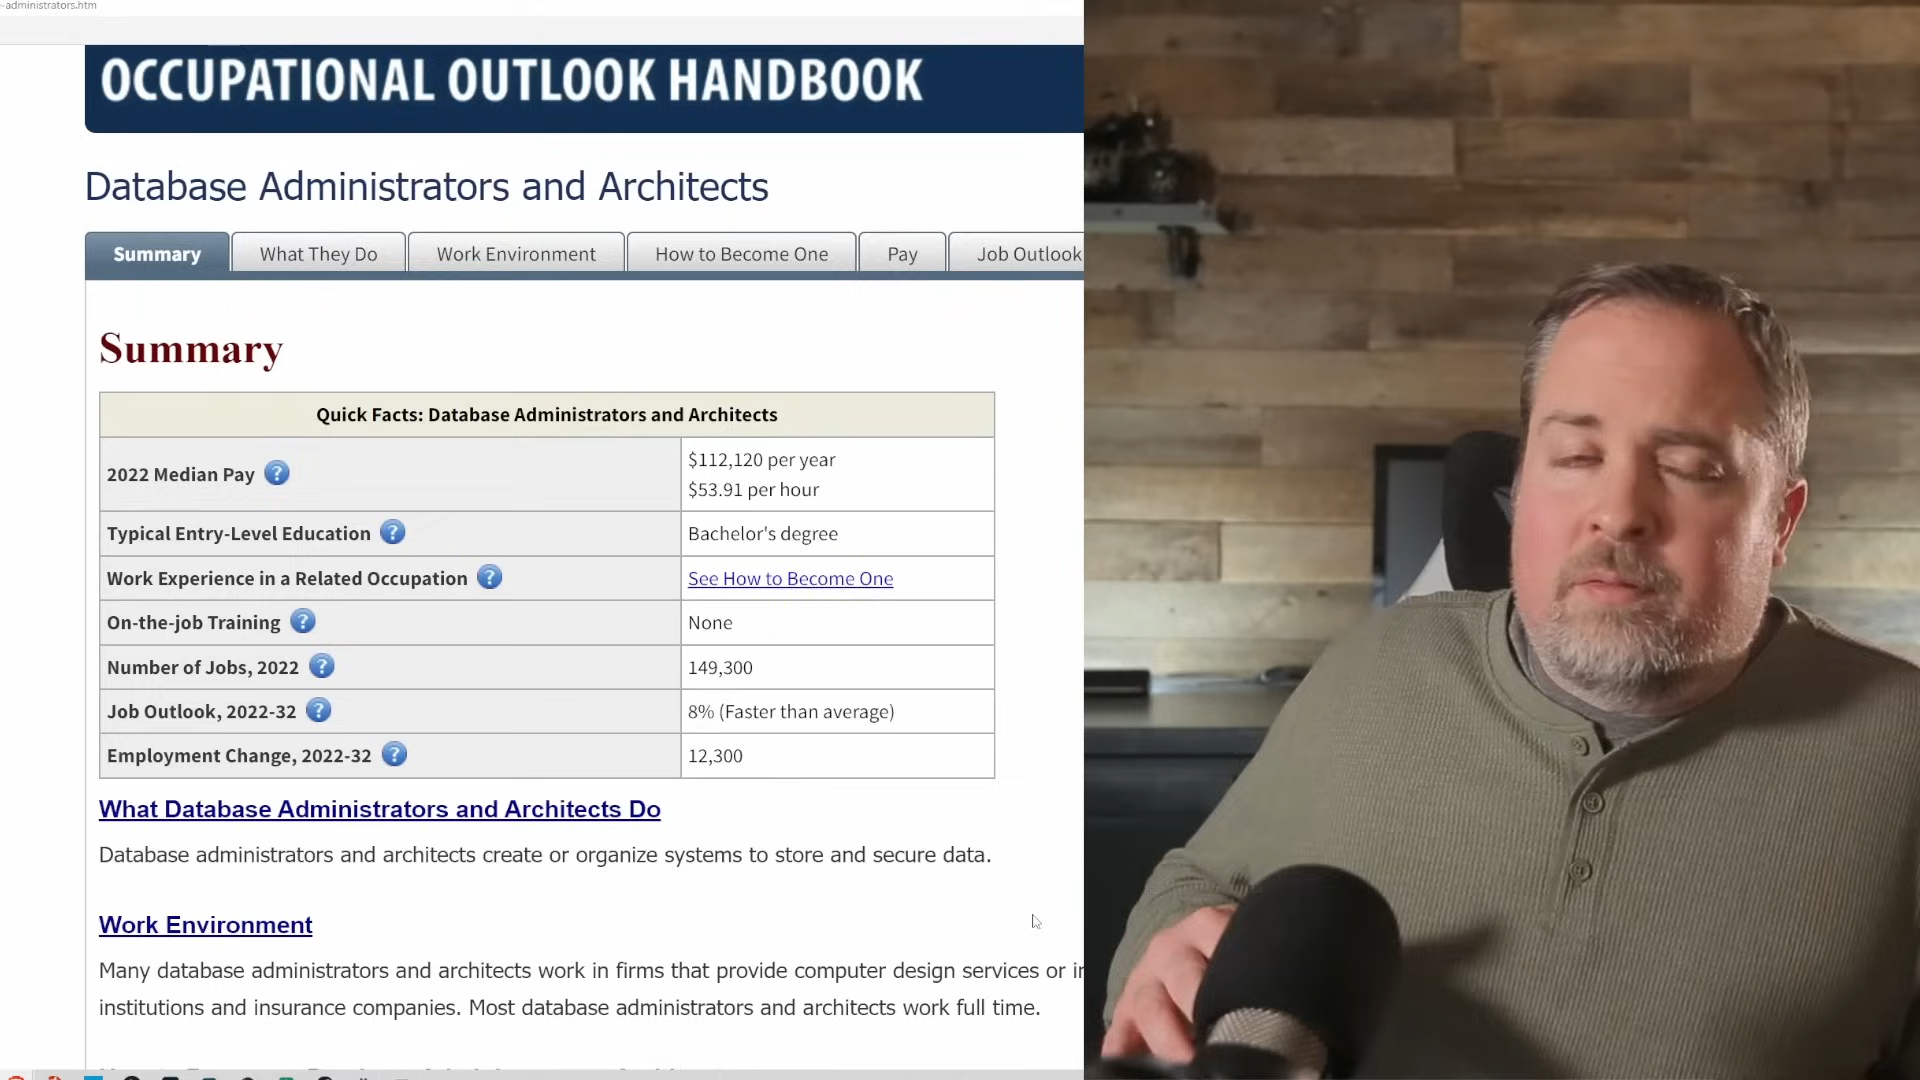 -administrators.htm
OCCUPATIONAL OUTLOOK HANDBOOK
Database Administrators and Architects
Summary What They Do Work Environment How to Become One Pay Job Outlook
Summary
Quick Facts: Database Administrators and Architects
2022 Median Pay ? $112,120 per year
$53.91 per hour
Typical Entry-Level Education ? Bachelor's degree
Work Experience in a Related Occupation ? See How to Become One
On-the-job Training ? None
Number of Jobs, 2022 ? 149,300
Job Outlook, 2022-32 ? 8% (Faster than average)
Employment Change, 2022-32 ? 12,300
What Database Administrators and Architects Do
Database administrators and architects create or organize systems to store and secure data.
Work Environment
Many database administrators and architects work in firms that provide computer design services or
institutions and insurance companies. Most database administrators and architects work full time.